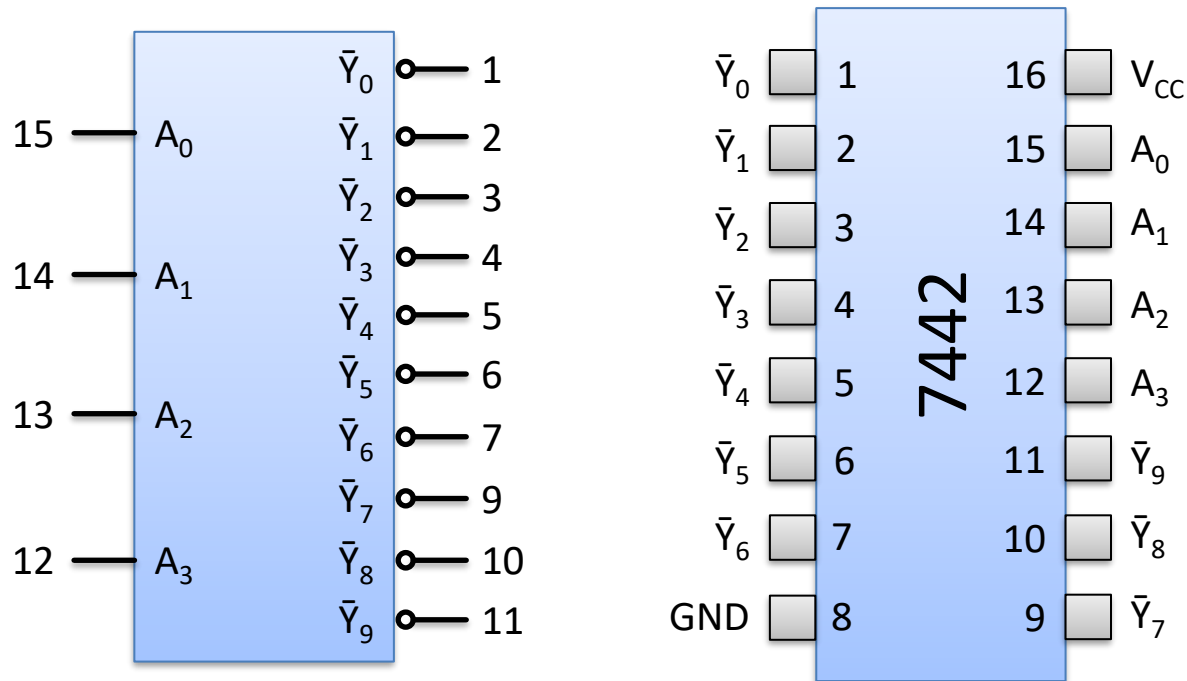 Ȳ0 1
15 A0
Ȳ1 2
Ȳ2 3
Ȳ3 4
14 A1
Ȳ4 5
Ȳ5 6
13 A2
Ȳ6 7
Ȳ7 9
12 A3
Ȳ8 10
Ȳ9 11
Ȳ0 1 16 VCC
Ȳ1 2 15 A0
Ȳ2 3 14 A1
Ȳ3 4 13 A2
Ȳ4 5 12 A3
Ȳ5 6 11 Ȳ9
Ȳ6 7 10 Ȳ8
GND 8 9 Ȳ7
7442